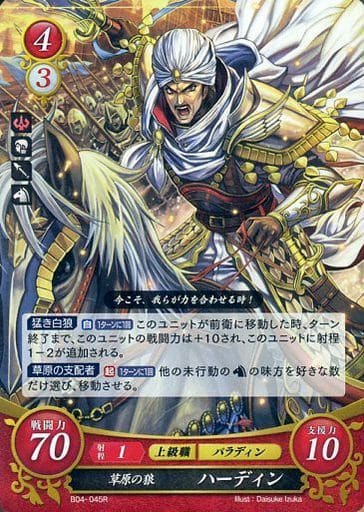 4
3
今こそ、我らが力を合わせる時!
猛き白狼 自 1ターンに1回 このユニットが前衛に移動した時、ターン
終了まで、このユニットの戦闘力は+10され、このユニットに射程
1-2が追加される。
草原の支配者 起 1ターンに1回 他の未行動の の味方を好きな数
だけ選び、移動させる。
戦闘力
70
射程
1
上級職
パラディン
支援力
10
草原の狼
ハーディン
B04-045R
Illust : Daisuke Izuka